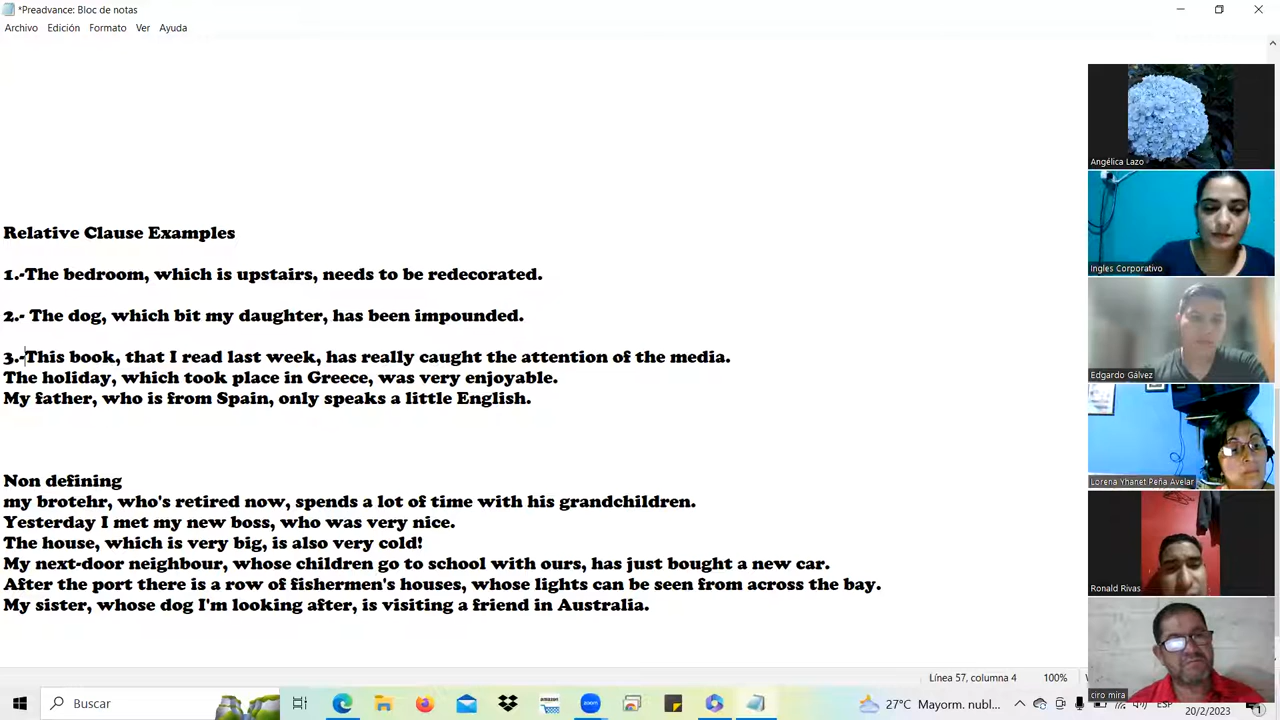 *Preadvance: Bloc de notas
Archivo Edición Formato Ver Ayuda
Relative Clause Examples
1.-The bedroom, which is upstairs, needs to be redecorated.
2.- The dog, which bit my daughter, has been impounded.
3.-This book, that I read last week, has really caught the attention of the media.
The holiday, which took place in Greece, was very enjoyable.
My father, who is from Spain, only speaks a little English.
Non defining
my brotehr, who's retired now, spends a lot of time with his grandchildren.
Yesterday I met my new boss, who was very nice.
The house, which is very big, is also very cold!
My next-door neighbour, whose children go to school with ours, has just bought a new car.
After the port there is a row of fishermen's houses, whose lights can be seen from across the bay.
My sister, whose dog I'm looking after, is visiting a friend in Australia.
Angélica Lazo
Ingles Corporativo
Edgardo Gálvez
Lorena Yhanet Peña Avelar
Ronald Rivas
ciro mira
Línea 57, columna 4 100%
Buscar
amazon
zoom
27°C Mayorm. nubl...
ESP
20/2/2023
1